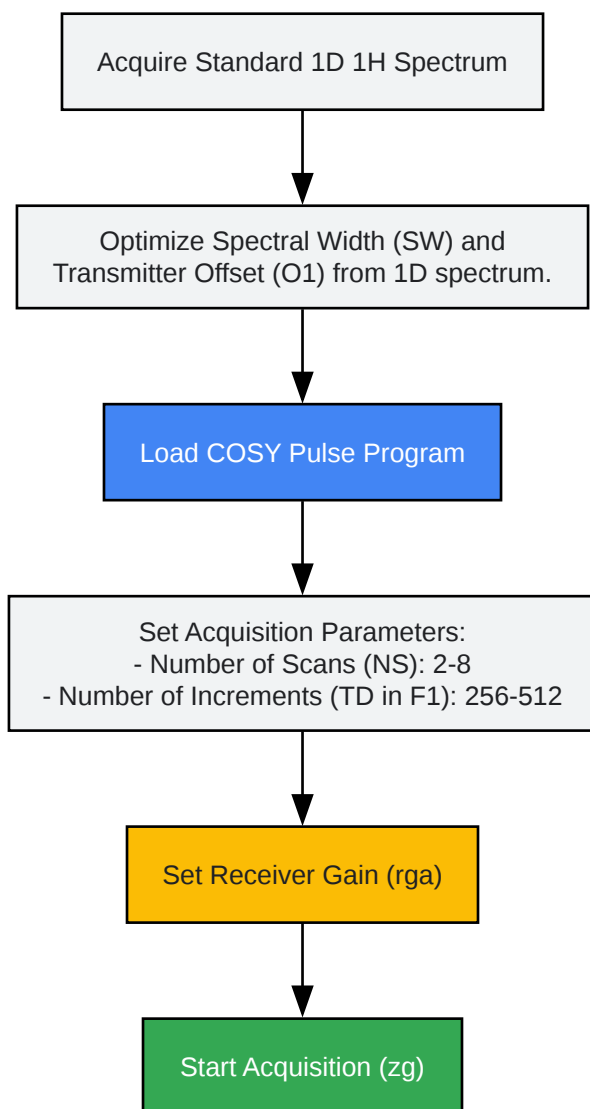 Acquire Standard 1D 1H Spectrum
Optimize Spectral Width (SW) and
Transmitter Offset (O1) from 1D spectrum.
Load COSY Pulse Program
Set Acquisition Parameters:
- Number of Scans (NS): 2-8
- Number of Increments (TD in F1): 256-512
Set Receiver Gain (rga)
Start Acquisition (zg)